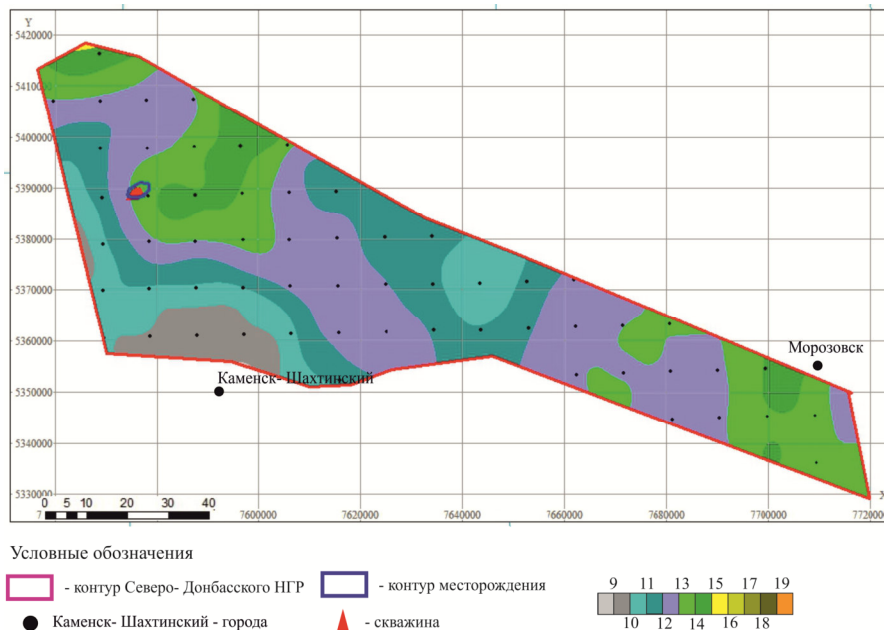 Y
5420000
5410000
5400000
5390000
5380000
5370000
5360000
Морозовск
Каменск- Шахтинский
5350000
5340000
5330000
0 5 10 20 30 40
7600000 7620000 7640000 7660000 7680000 7700000 7720000
Условные обозначения
- контур Северо- Донбасского НГР
- контур месторождения
Каменск- Шахтинский - города
- скважина
9 11 13 15 17 19
10 12 14 16 18